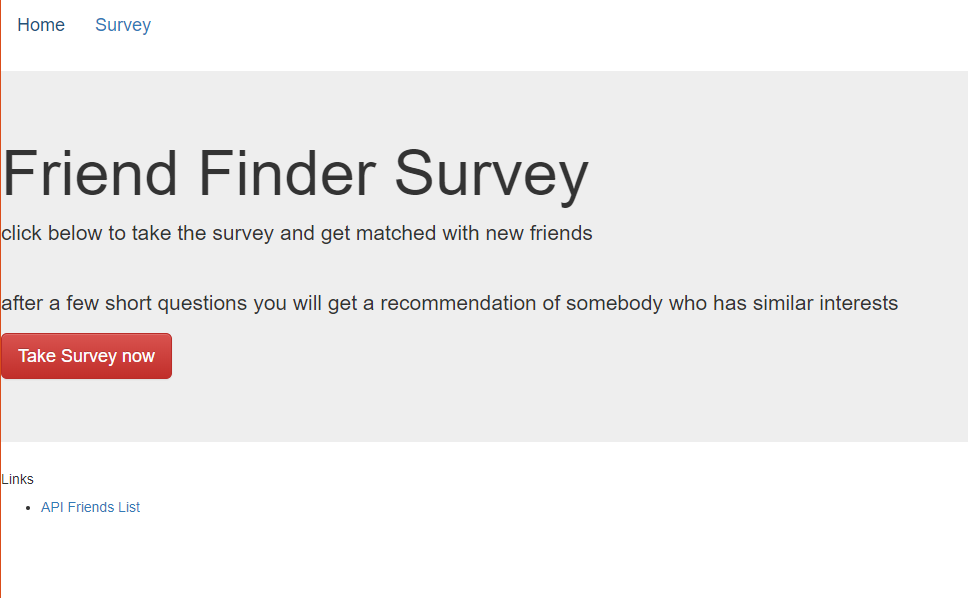 Home Survey
Friend Finder Survey
click below to take the survey and get matched with new friends
after a few short questions you will get a recommendation of somebody who has similar interests
Take Survey now
Links
API Friends List